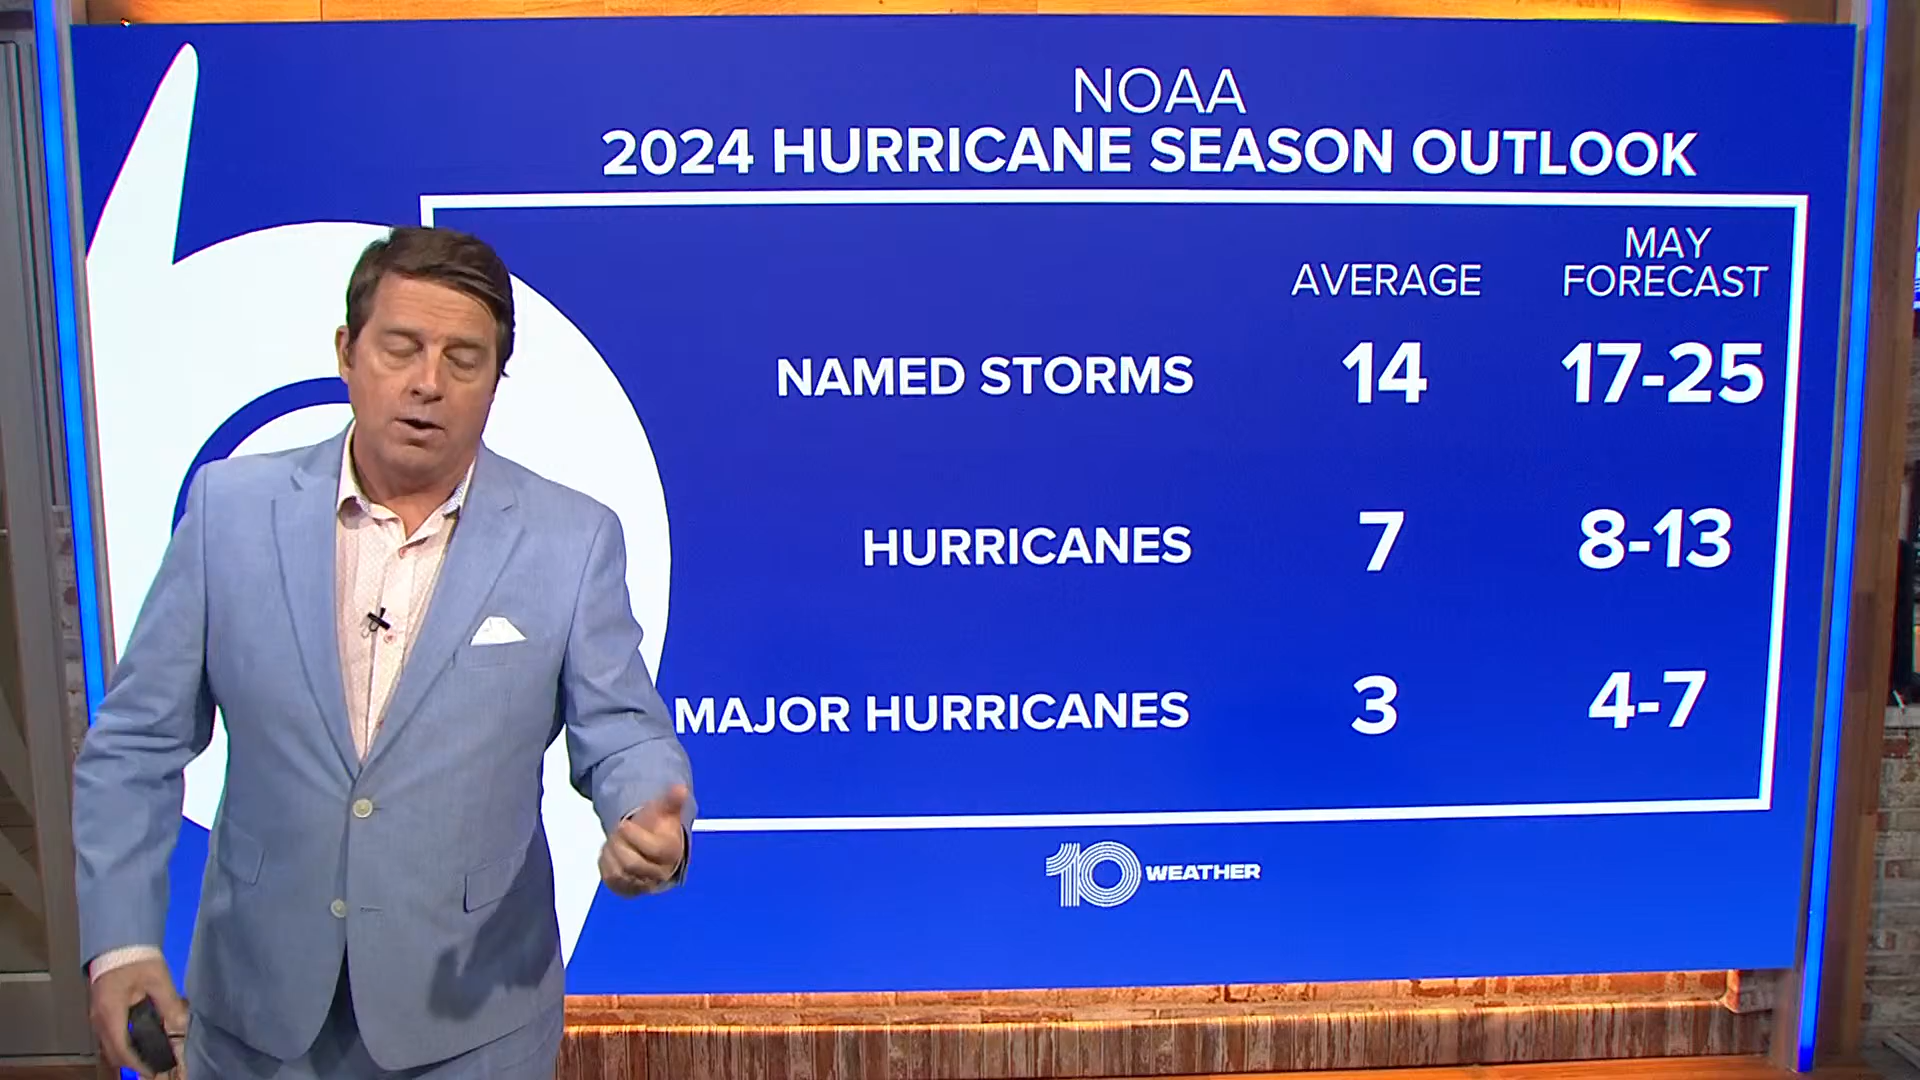 NOAA
2024 HURRICANE SEASON OUTLOOK
AVERAGE
MAY
FORECAST
NAMED STORMS 14 17-25
HURRICANES 7 8-13
MAJOR HURRICANES 3 4-7
10 WEATHER